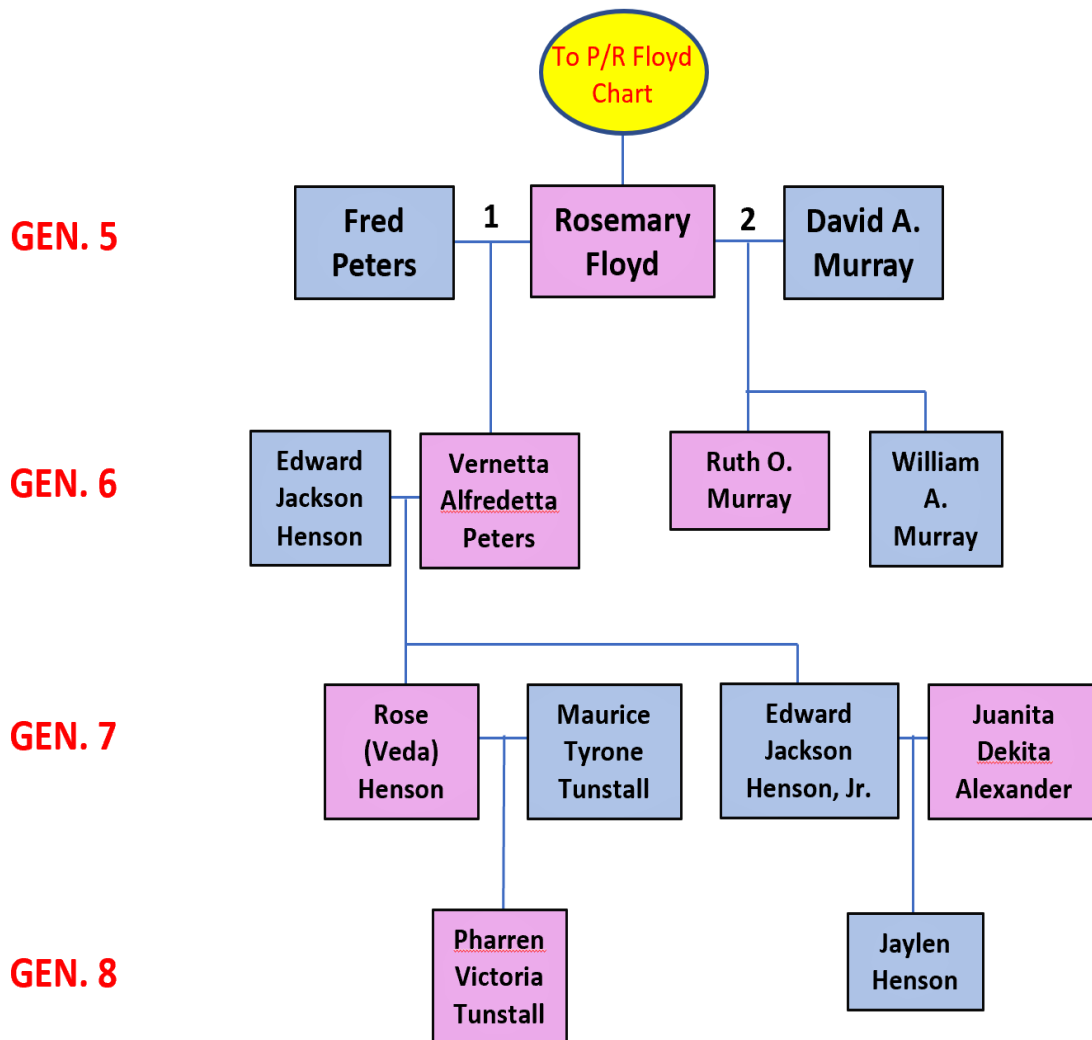 To P/R Floyd
Chart
GEN. 5
Fred
Peters
1
Rosemary
Floyd
2
David A.
Murray
GEN. 6
Edward
Jackson
Henson
Vernetta
Alfredetta
Peters
Ruth O.
Murray
William
A.
Murray
GEN. 7
Rose
(Veda)
Henson
Maurice
Tyrone
Tunstall
Edward
Jackson
Henson, Jr.
Juanita
Dekita
Alexander
GEN. 8
Pharren
Victoria
Tunstall
Jaylen
Henson